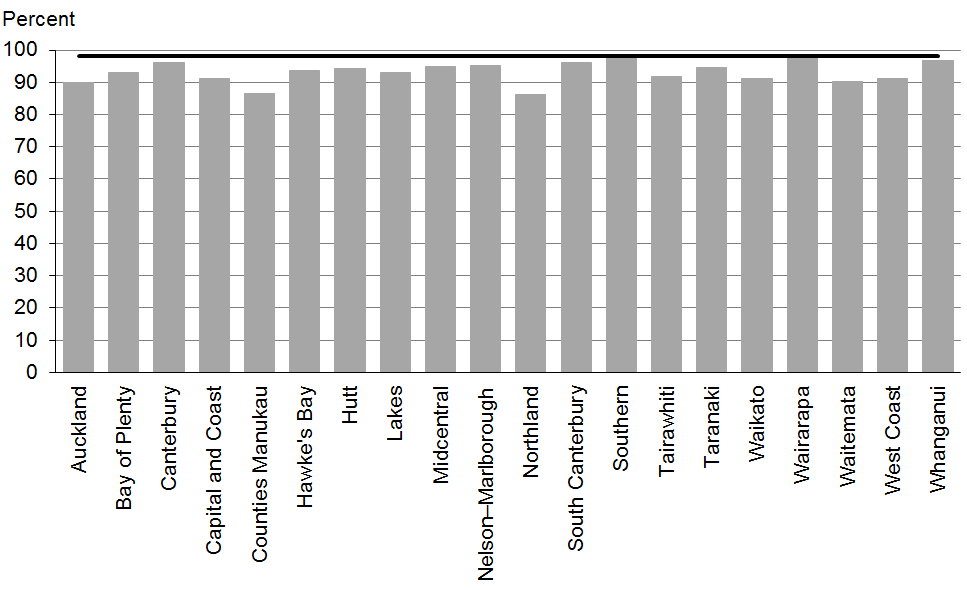 Percent
100
90
80
70
60
50
40
30
20
10
0
Auckland
Bay of Plenty
Canterbury
Capital and Coast
Counties Manukau
Hawke's Bay
Hutt
Lakes
Midcentral
Nelson–Marlborough
Northland
South Canterbury
Southern
Tairawhiti
Taranaki
Waikato
Wairarapa
Waitemata
West Coast
Whanganui